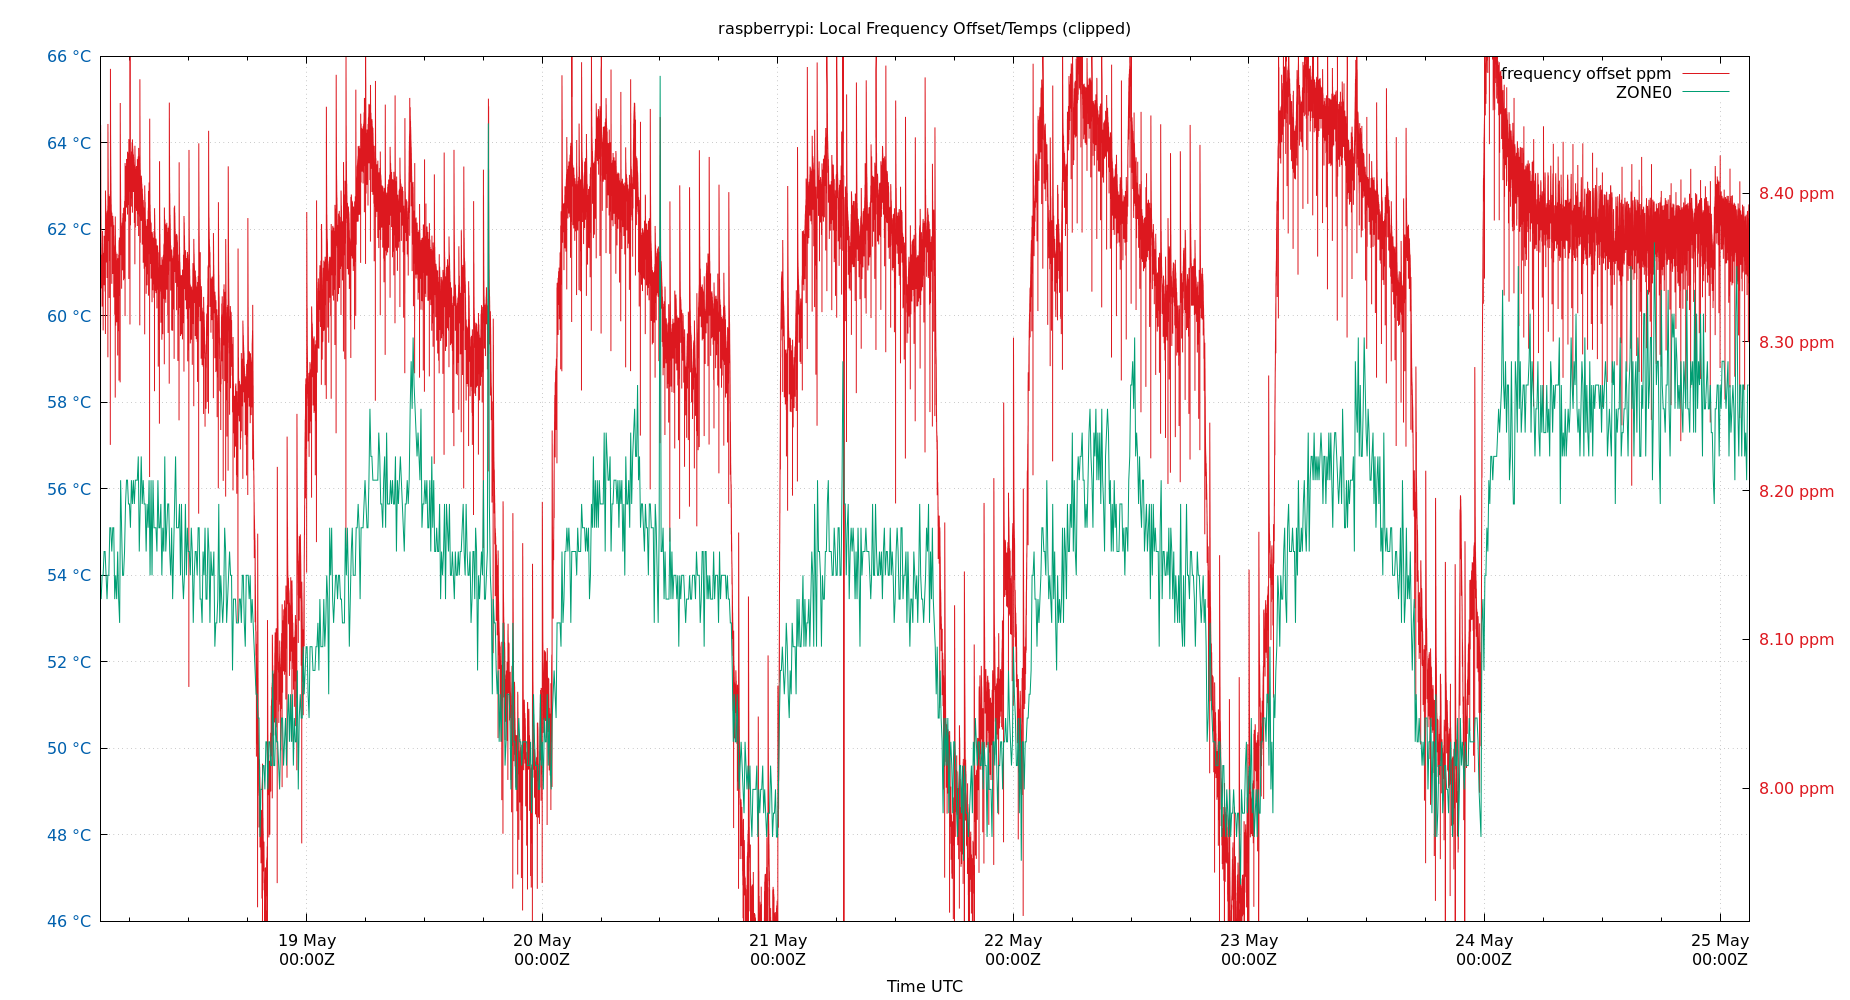 raspberrypi: Local Frequency Offset/Temps (clipped)
66 °C
64 °C
62 °C
60 °C
58 °C
56 °C
54 °C
52 °C
50 °C
48 °C
46 °C
frequency offset ppm
ZONE0
8.40 ppm
8.30 ppm
8.20 ppm
8.10 ppm
8.00 ppm
19 May
00:00Z
20 May
00:00Z
21 May
00:00Z
22 May
00:00Z
23 May
00:00Z
24 May
00:00Z
25 May
00:00Z
Time UTC